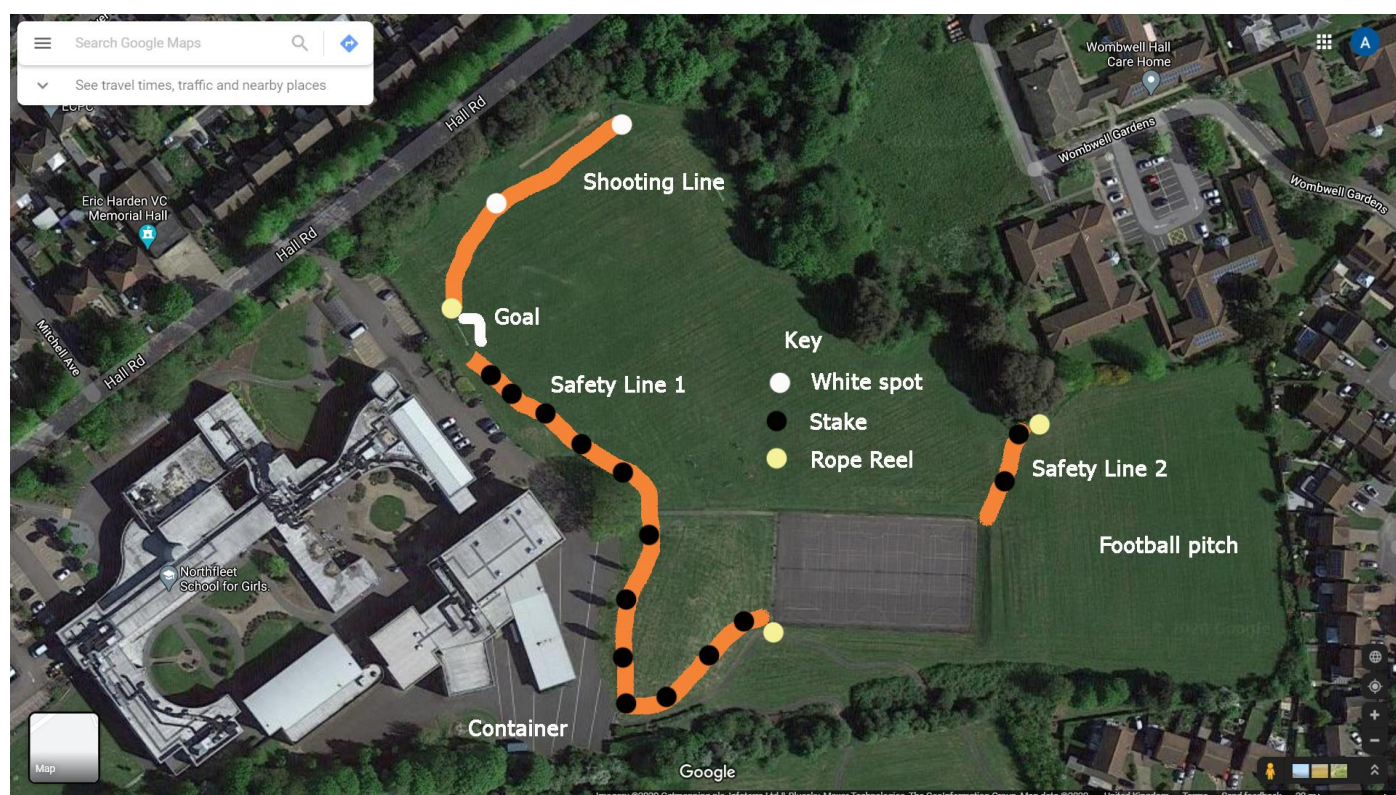 Search Google Maps
See travel times, traffic and nearby places
ECPC
Hall Rd
Wombwell Hall
Care Home
A
Wombwell Gardens
Wombwell Gardens
Shooting Line
Eric Harden VC
Memorial Hall
Hall Rd
Goal
Mitchell Ave
Hall Rd
Key
Safety Line 1
White spot
Stake
Rope Reel
Safety Line 2
Football pitch
Northfleet
School for Girls
Container
Map
Google